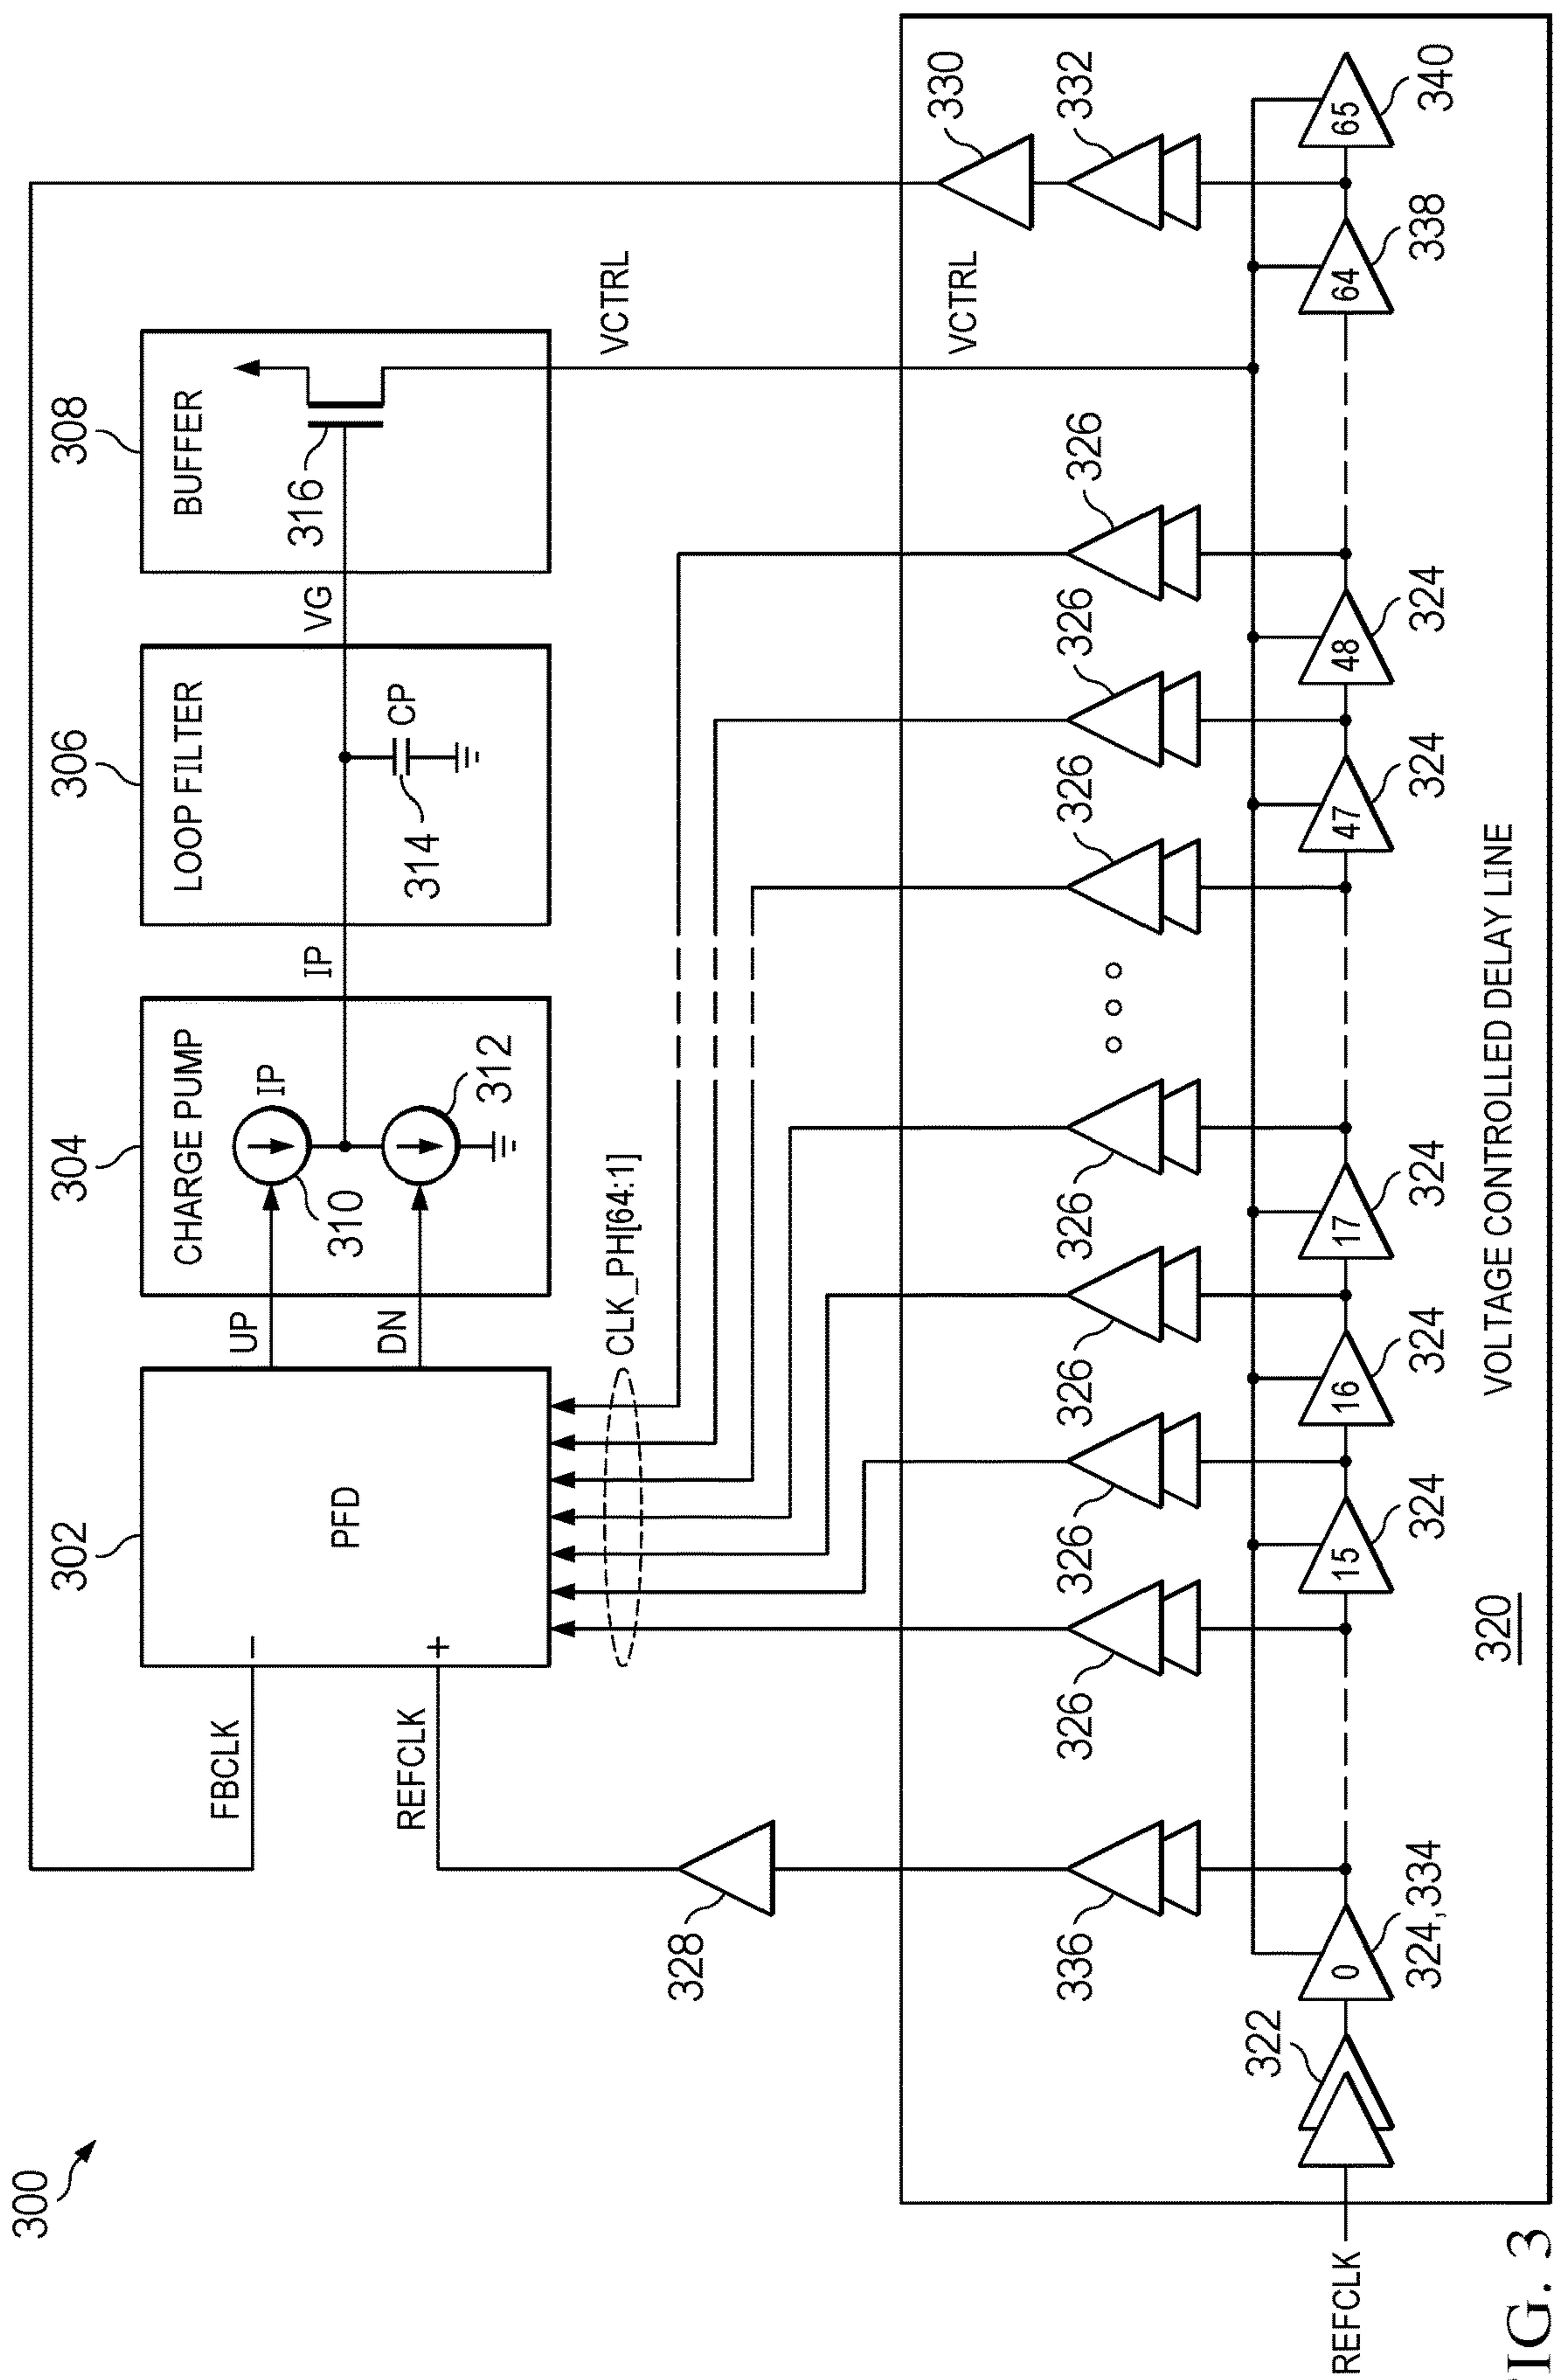 300
302
304
306
308
PFD
CHARGE PUMP
LOOP FILTER
BUFFER
FBCLK
REFCLK
−
+
UP
DN
IP
310
312
IP
CP
314
VG
316
VCTRL
CLK_PH[64:1]
VCTRL
328
330
336
326
326
326
326
326
326
326
332
322
0
15
16
17
47
48
64
65
324,334
324
324
324
324
324
338
340
320
VOLTAGE CONTROLLED DELAY LINE
REFCLK
IG. 3